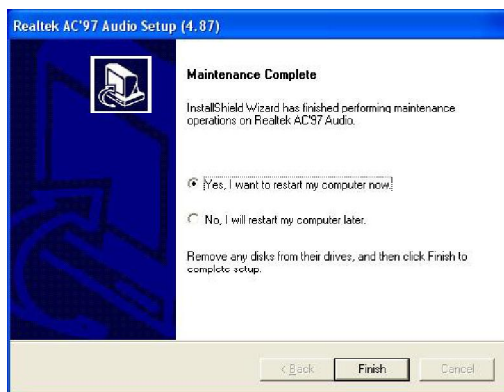 Realtek AC'97 Audio Setup (4.87)
Maintenance Complete
InstallShield Wizard has finished performing maintenance
operations on Realtek AC'97 Audio.
Yes, I want to restart my computer now.
No, I will restart my computer later.
Remove any disks from their drives, and then click Finish to
complete setup.
< Back Finish Cancel